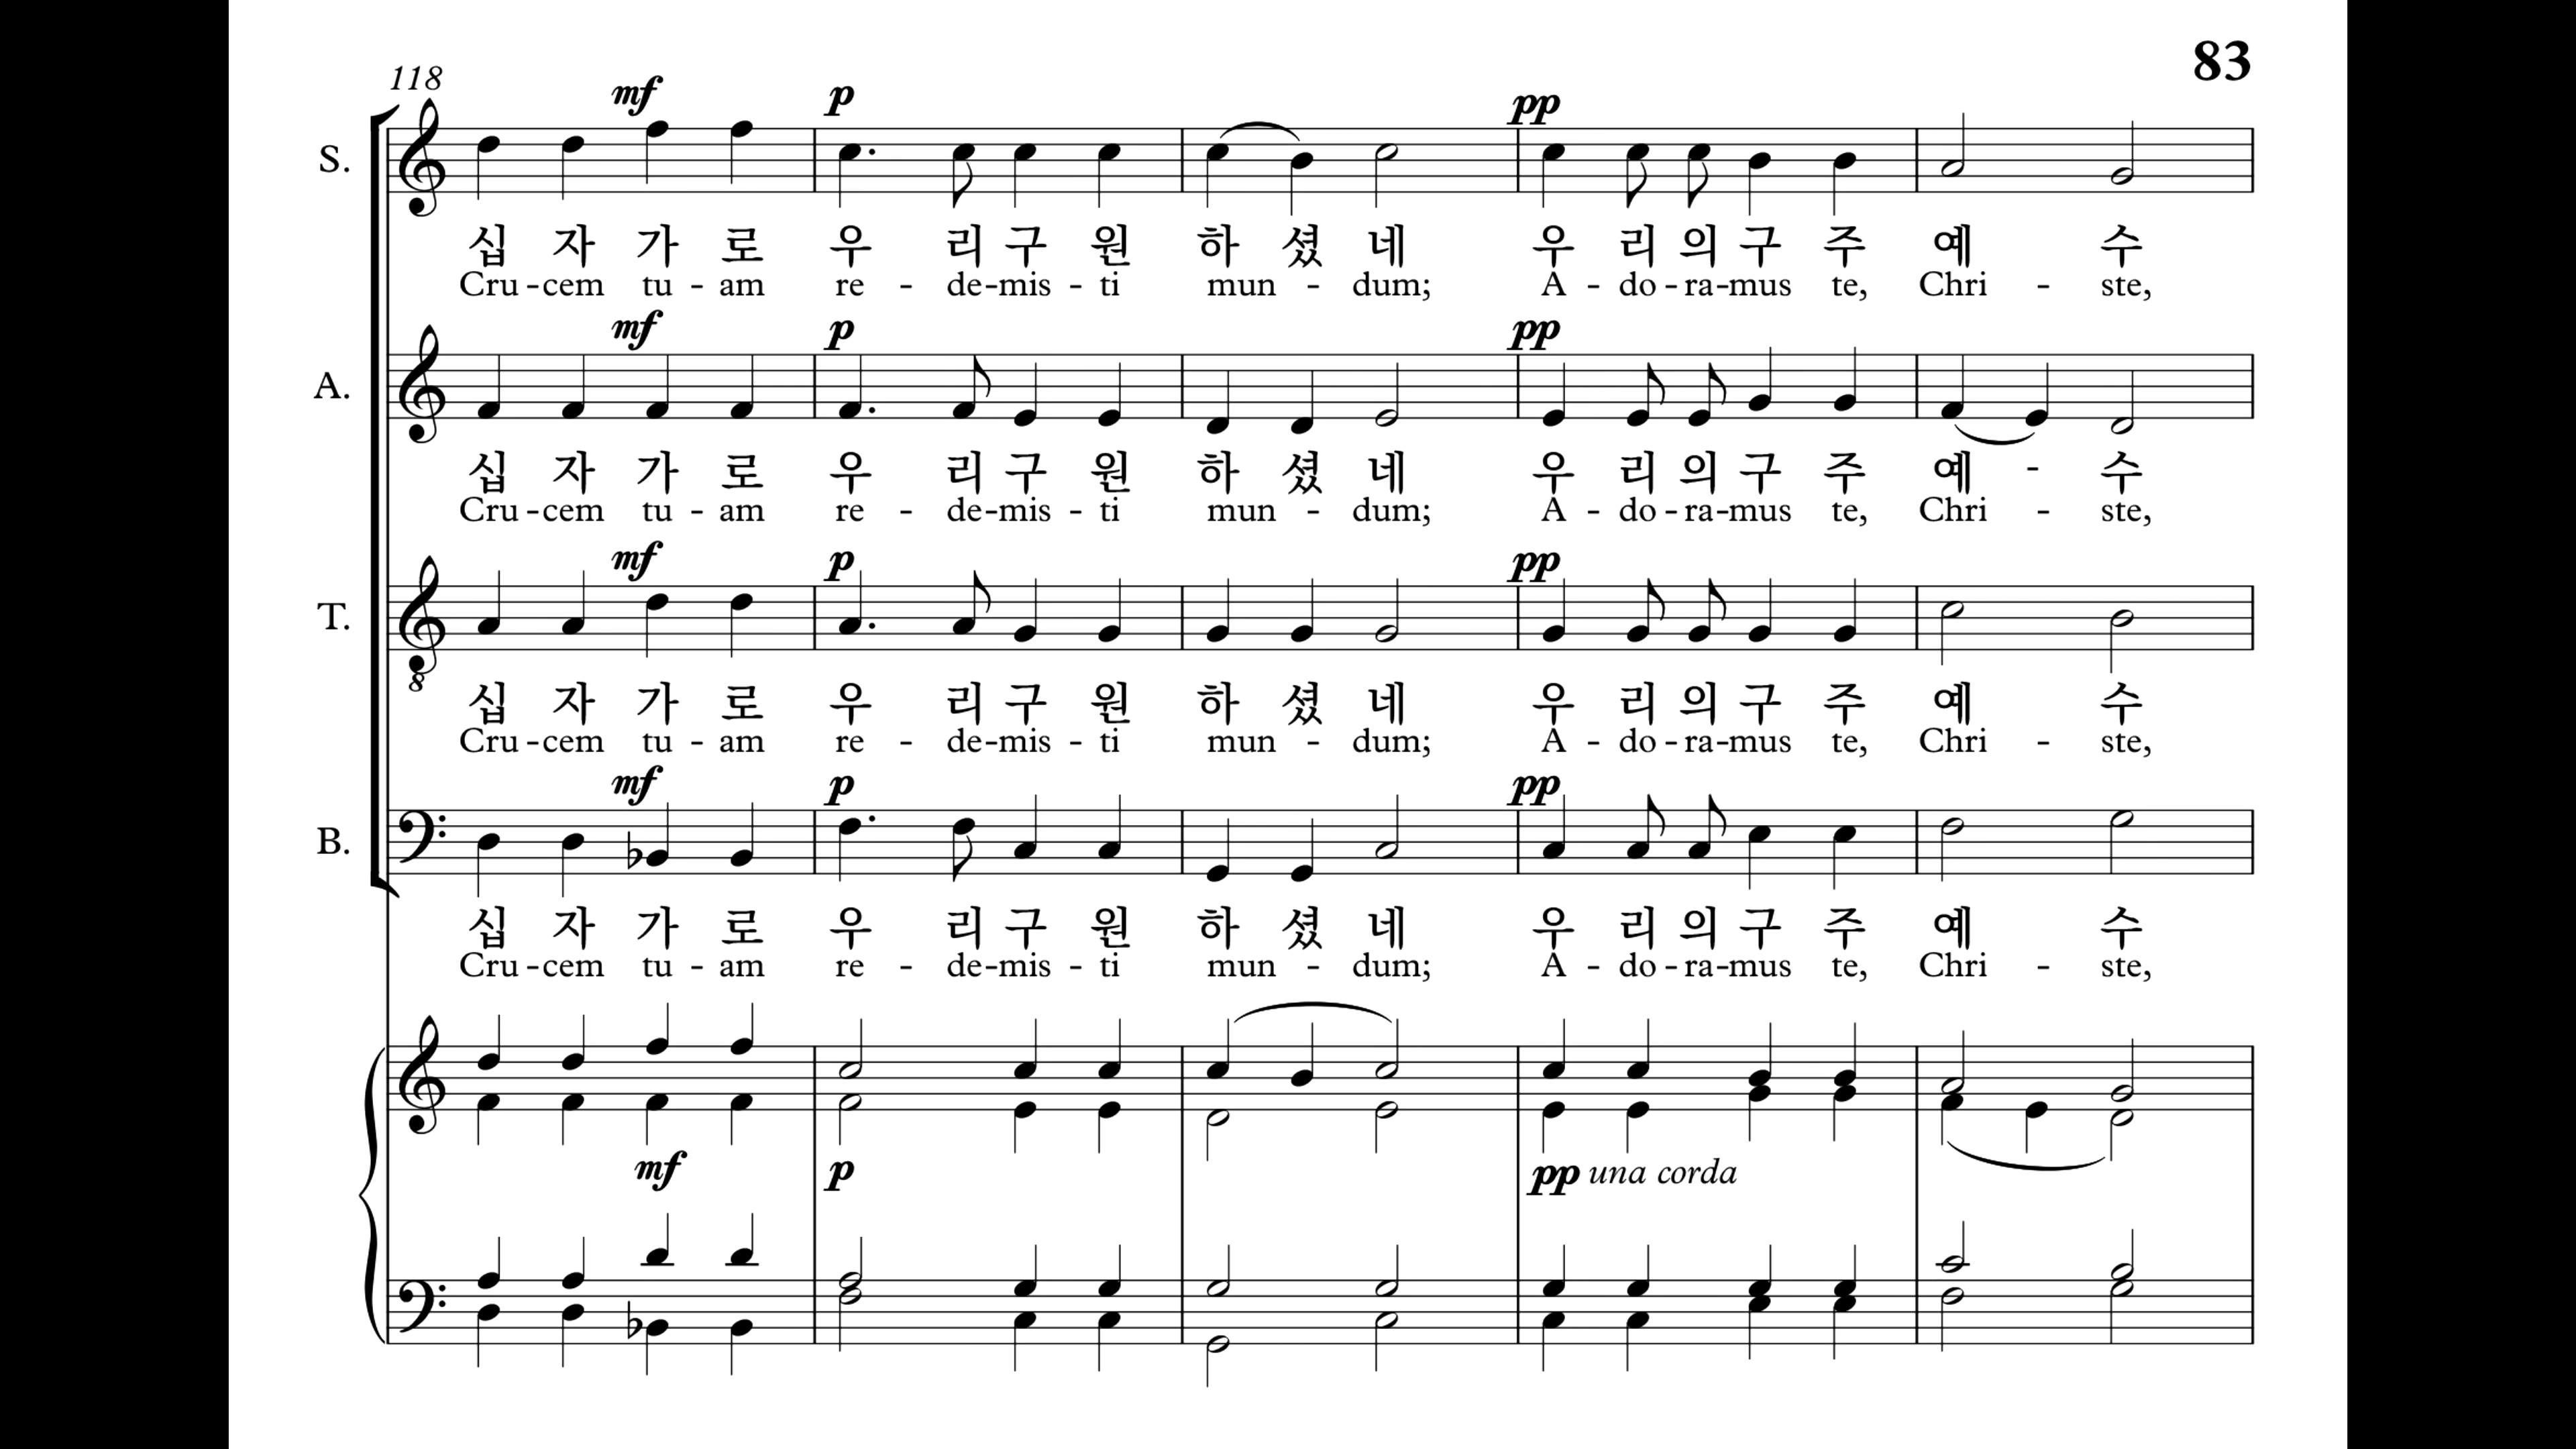 83
118
mf p pp
S.
십 자 가 로 우 리 구 원 하 셨 네 우 리 의 구 주 예 수
Cru - cem tu - am re - de - mis - ti mun - dum; A - do - ra - mus te, Chri - ste,
mf p pp
A.
십 자 가 로 우 리 구 원 하 셨 네 우 리 의 구 주 예 - 수
Cru - cem tu - am re - de - mis - ti mun - dum; A - do - ra - mus te, Chri - ste,
mf p pp
T.
8
십 자 가 로 우 리 구 원 하 셨 네 우 리 의 구 주 예 수
Cru - cem tu - am re - de - mis - ti mun - dum; A - do - ra - mus te, Chri - ste,
mf p pp
B.
십 자 가 로 우 리 구 원 하 셨 네 우 리 의 구 주 예 수
Cru - cem tu - am re - de - mis - ti mun - dum; A - do - ra - mus te, Chri - ste,
mf p pp una corda